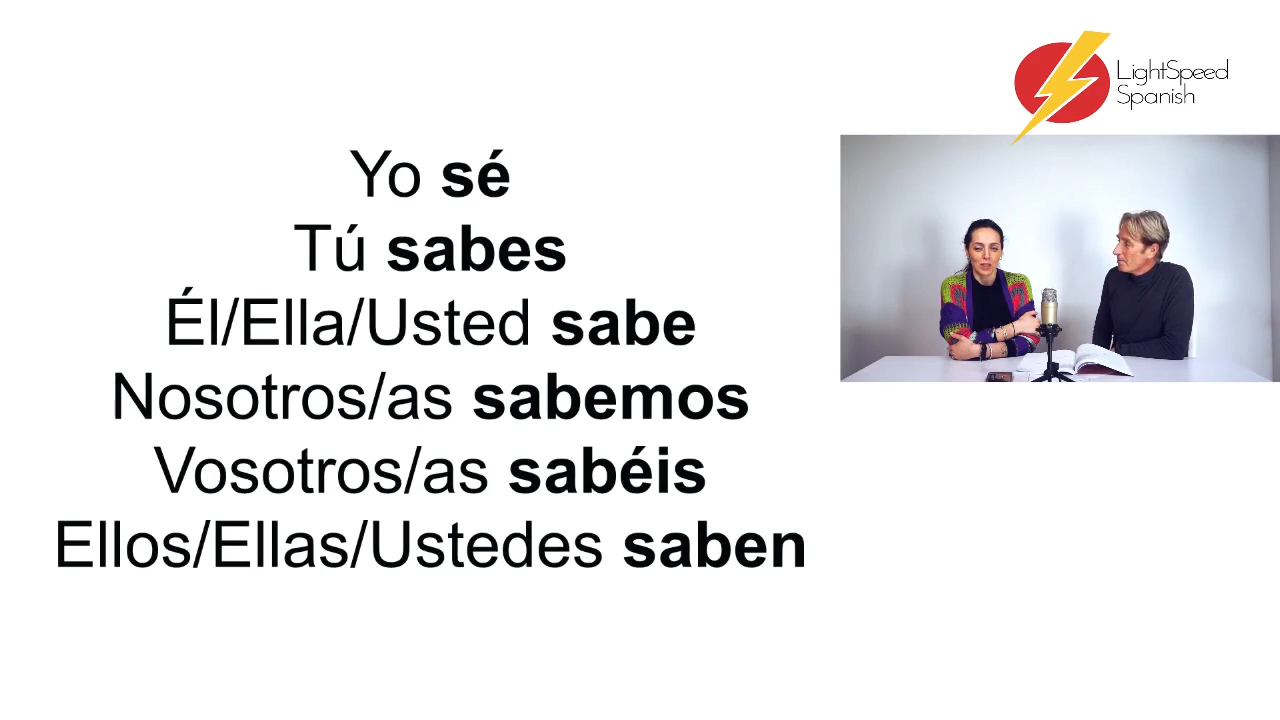 LightSpeed
Spanish
Yo sé
Tú sabes
Él/Ella/Usted sabe
Nosotros/as sabemos
Vosotros/as sabéis
Ellos/Ellas/Ustedes saben